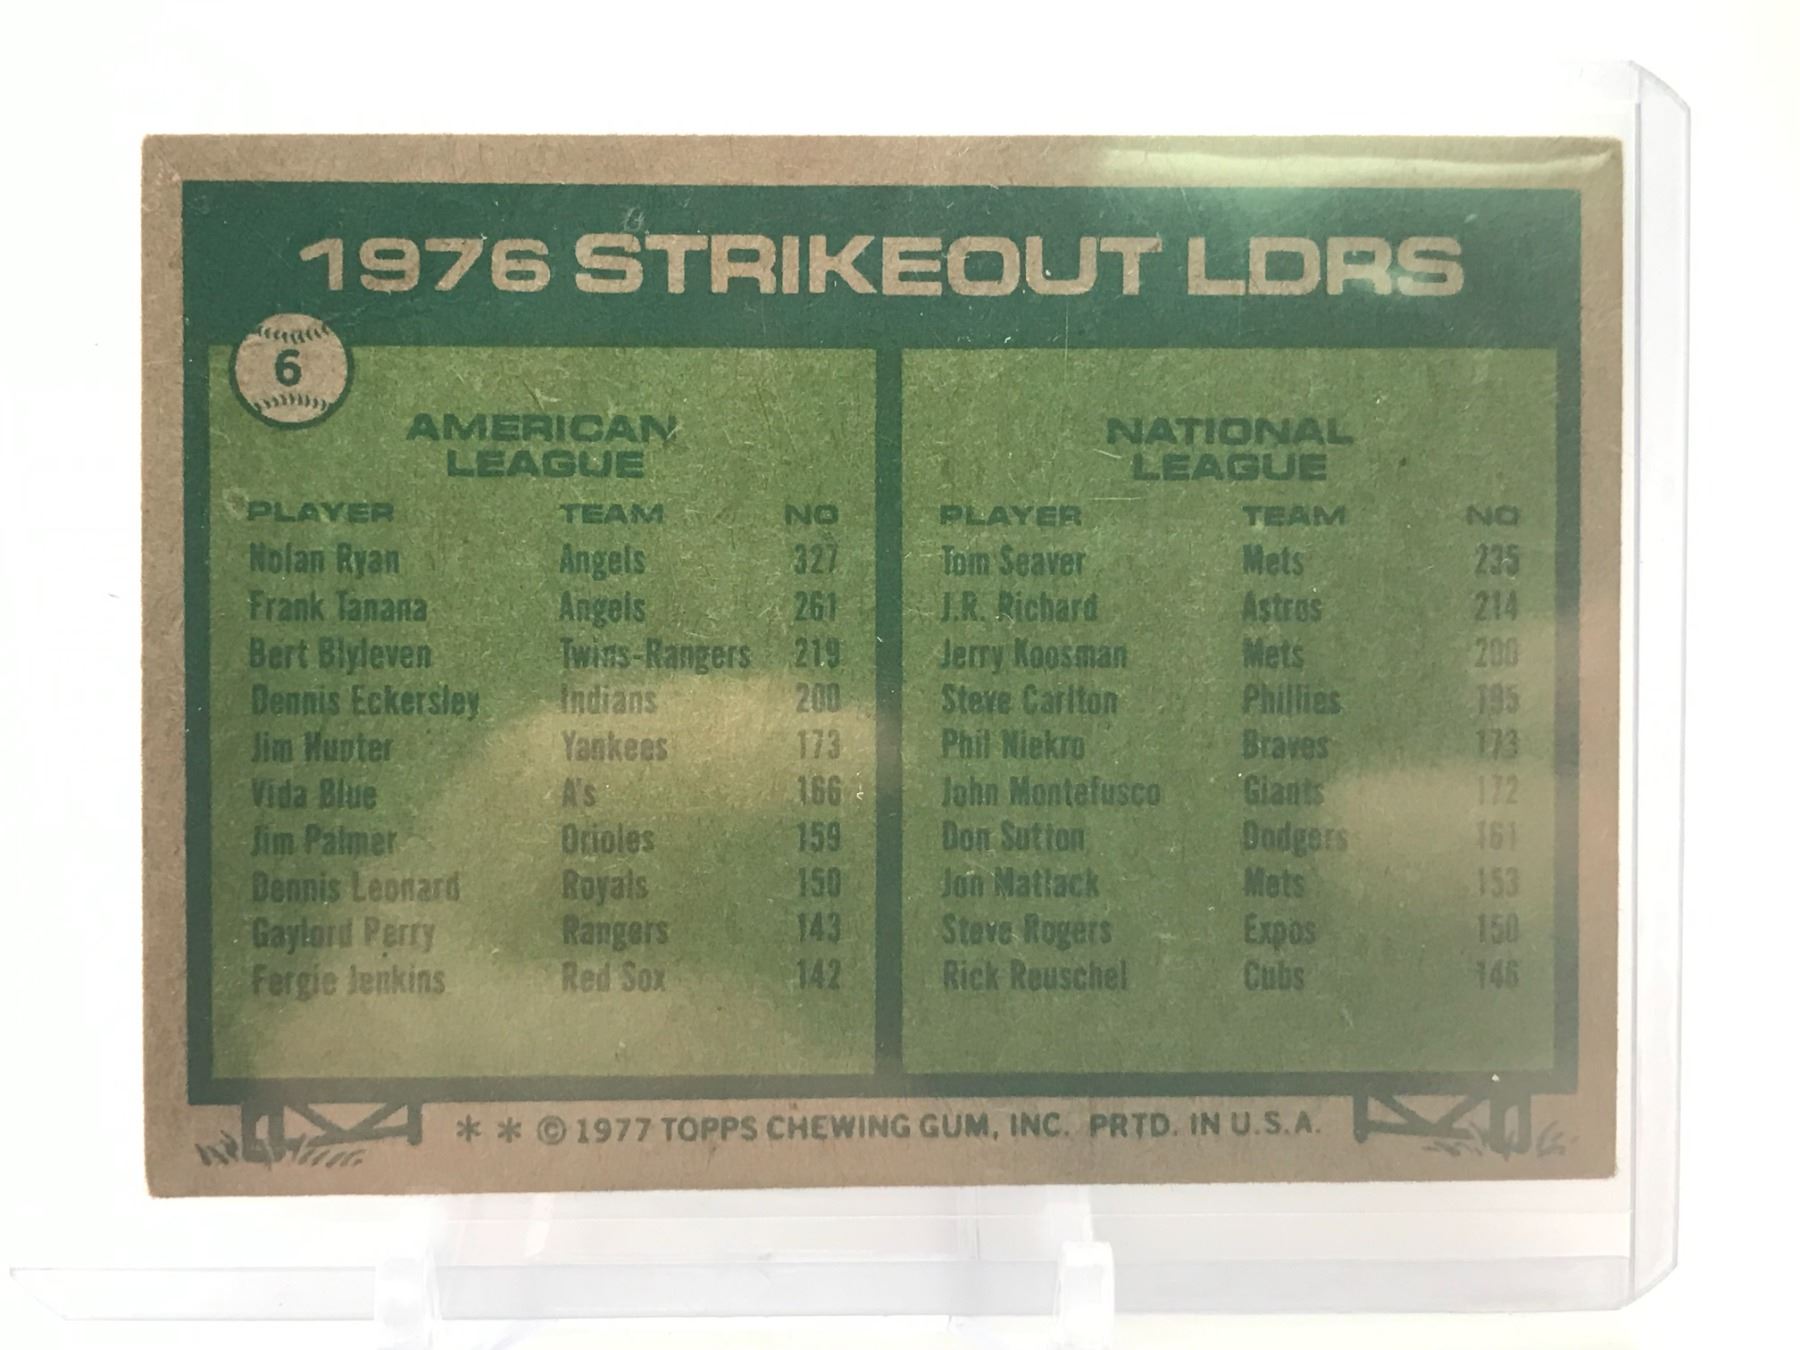 1976 STRIKEOUT LDRS
6
AMERICAN
LEAGUE
PLAYER TEAM NO
Nolan Ryan Angels 327
Frank Tanana Angels 261
Bert Blyleven Twins-Rangers 219
Dennis Eckersley Indians 200
Jim Hunter Yankees 173
Vida Blue A's 166
Jim Palmer Orioles 159
Dennis Leonard Royals 150
Gaylord Perry Rangers 143
Fergie Jenkins Red Sox 142
NATIONAL
LEAGUE
PLAYER TEAM NO
Tom Seaver Mets 235
J.R. Richard Astros 214
Jerry Koosman Mets 200
Steve Carlton Phillies 195
Phil Niekro Braves 173
John Montefusco Giants 172
Don Sutton Dodgers 161
Jon Matlack Mets 153
Steve Rogers Expos 150
Rick Reuschel Cubs 146
* * © 1977 TOPPS CHEWING GUM, INC. PRTD. IN U.S.A.